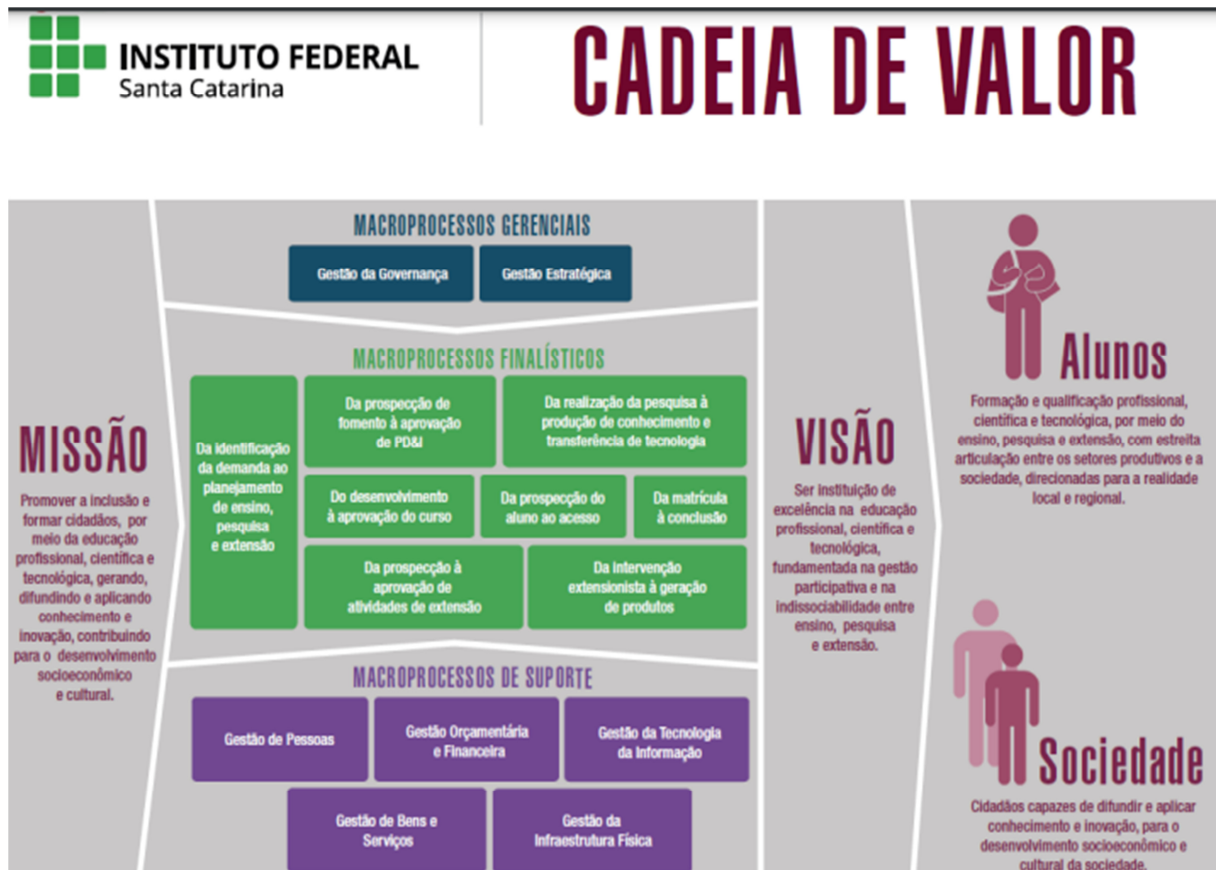 INSTITUTO FEDERAL
Santa Catarina
CADEIA DE VALOR
MISSÃO
Promover a inclusão e
formar cidadãos, por
meio da educação
profissional, científica e
tecnológica, gerando,
difundindo e aplicando
conhecimento e
inovação, contribuindo
para o desenvolvimento
socioeconômico
e cultural.
MACROPROCESSOS GERENCIAIS
Gestão da Governança
Gestão Estratégica
MACROPROCESSOS FINALÍSTICOS
Da identificação
da demanda ao
planejamento
de ensino,
pesquisa
e extensão
Da prospecção de
fomento à aprovação
de PD&I
Da realização da pesquisa à
produção de conhecimento e
transferência de tecnologia
Do desenvolvimento
à aprovação do curso
Da prospecção do
aluno ao acesso
Da matrícula
à conclusão
Da prospecção à
aprovação de
atividades de extensão
Da intervenção
extensionista à geração
de produtos
MACROPROCESSOS DE SUPORTE
Gestão de Pessoas
Gestão Orçamentária
e Financeira
Gestão da Tecnologia
da Informação
Gestão de Bens e
Serviços
Gestão da
Infraestrutura Física
VISÃO
Ser instituição de
excelência na educação
profissional, científica e
tecnológica,
fundamentada na gestão
participativa e na
indissociabilidade entre
ensino, pesquisa
e extensão.
Alunos
Formação e qualificação profissional,
científica e tecnológica, por meio do
ensino, pesquisa e extensão, com estreita
articulação entre os setores produtivos e a
sociedade, direcionadas para a realidade
local e regional.
Sociedade
Cidadãos capazes de difundir e aplicar
conhecimento e inovação, para o
desenvolvimento socioeconômico e
cultural da sociedade.